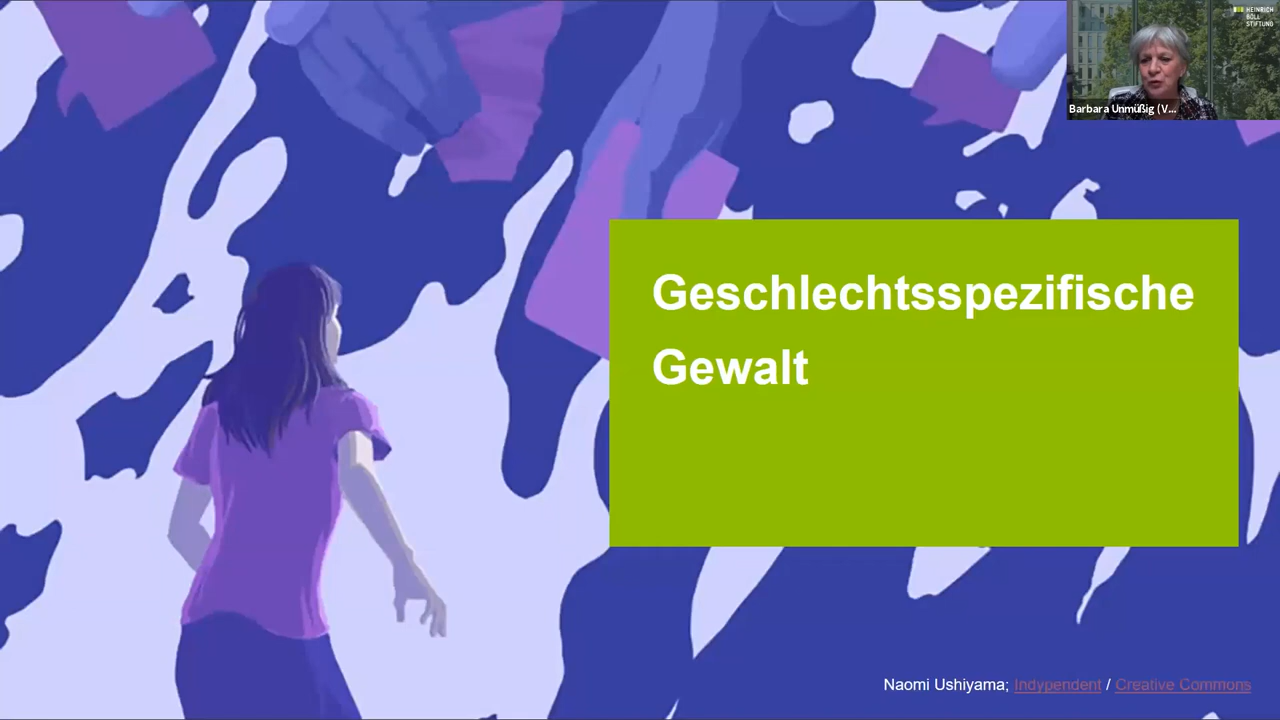 HEINRICH
BÖLL
STIFTUNG
Barbara Unmüßig (V...
Geschlechtsspezifische
Gewalt
Naomi Ushiyama; Indypendent / Creative Commons